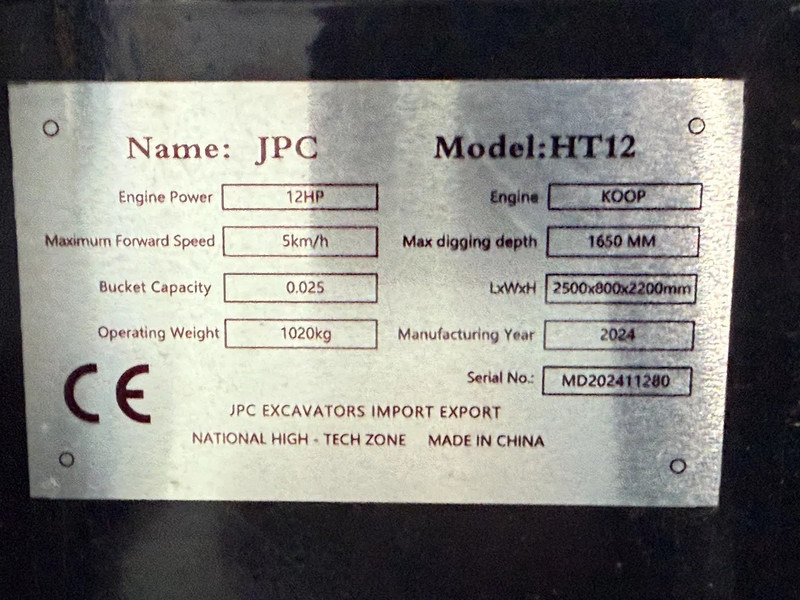 Name: JPC Model:HT12
Engine Power 12HP Engine KOOP
Maximum Forward Speed 5km/h Max digging depth 1650 MM
Bucket Capacity 0.025 LxWxH 2500x800x2200mm
Operating Weight 1020kg Manufacturing Year 2024
Serial No.: MD202411280
CE
JPC EXCAVATORS IMPORT EXPORT
NATIONAL HIGH - TECH ZONE MADE IN CHINA